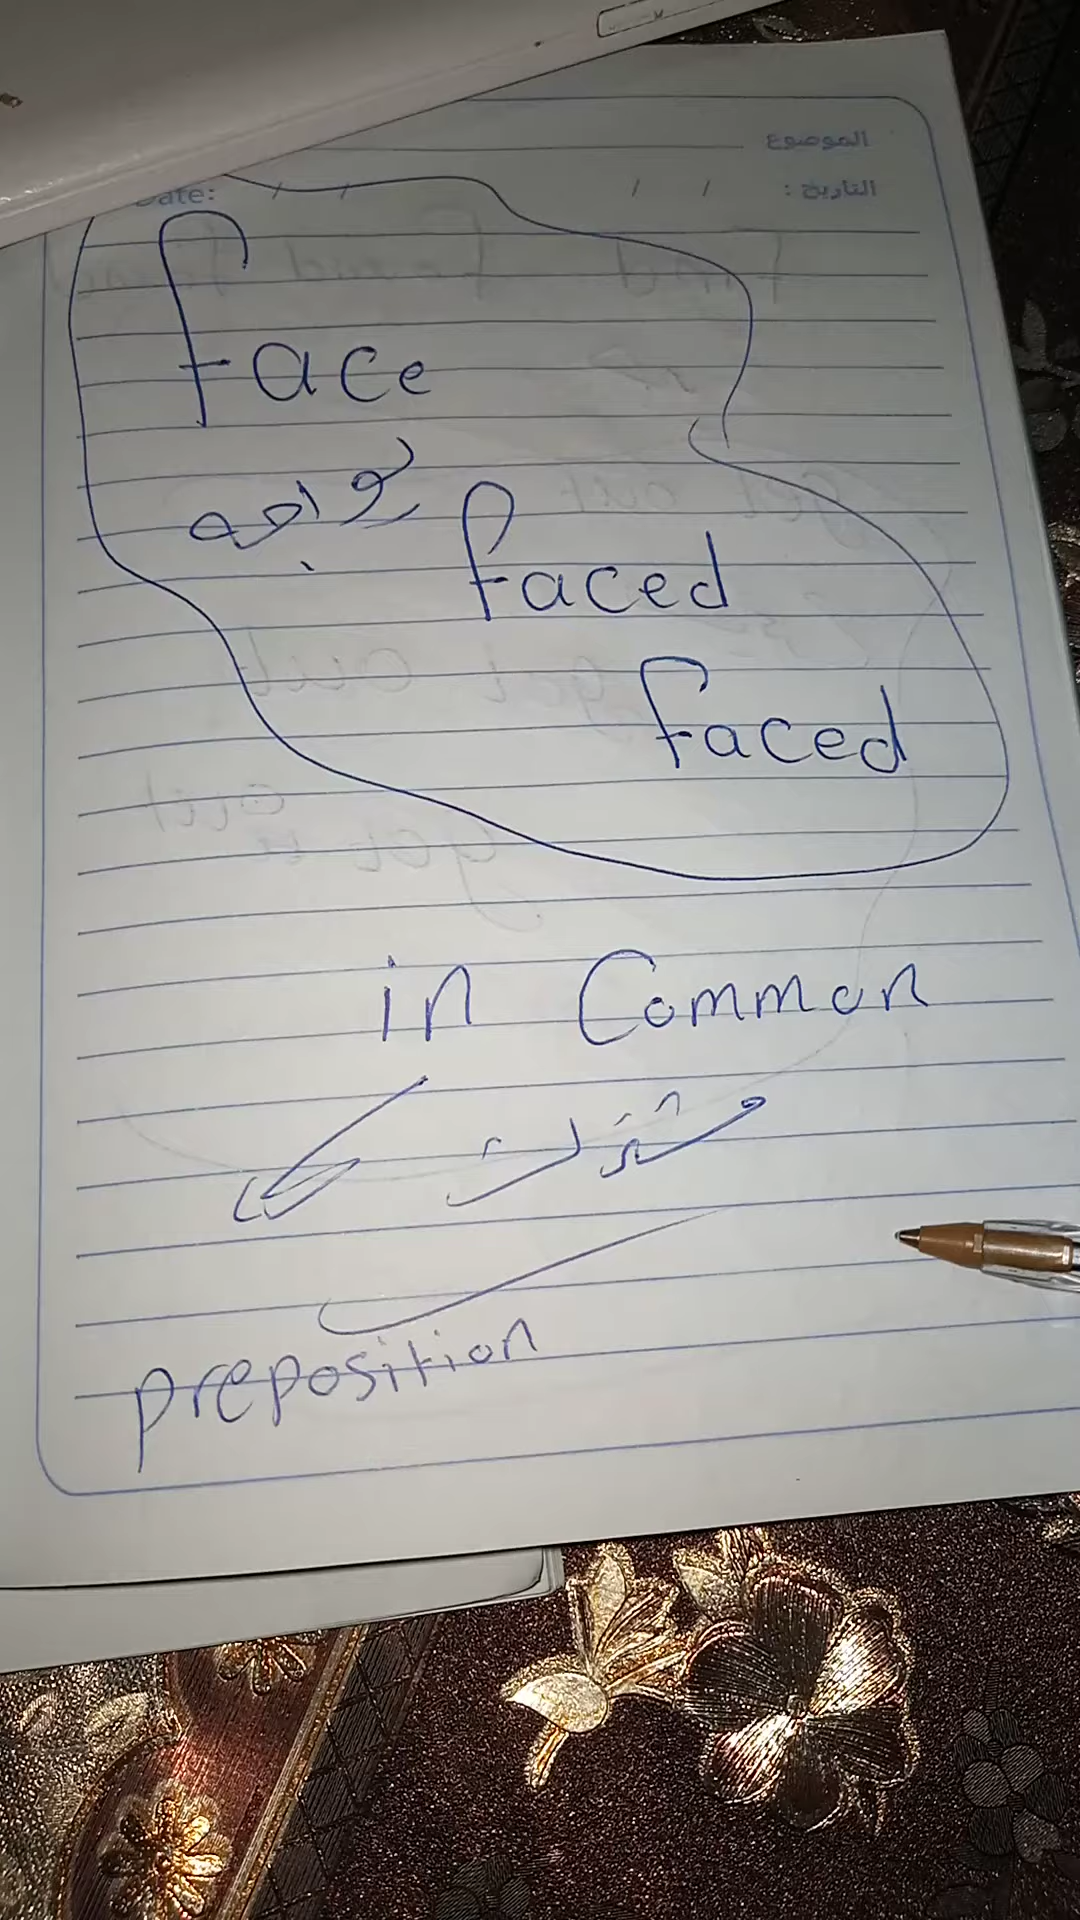 الموضوع
Date: / / / / التاريخ :
face
يواجه
faced
faced
in Common
مشترك
preposition